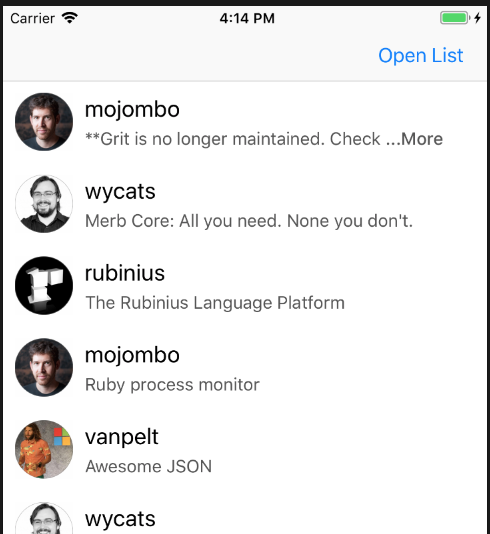 Carrier 4:14 PM
Open List
mojombo
**Grit is no longer maintained. Check ...More
wycats
Merb Core: All you need. None you don't.
rubinius
The Rubinius Language Platform
mojombo
Ruby process monitor
vanpelt
Awesome JSON
wycats